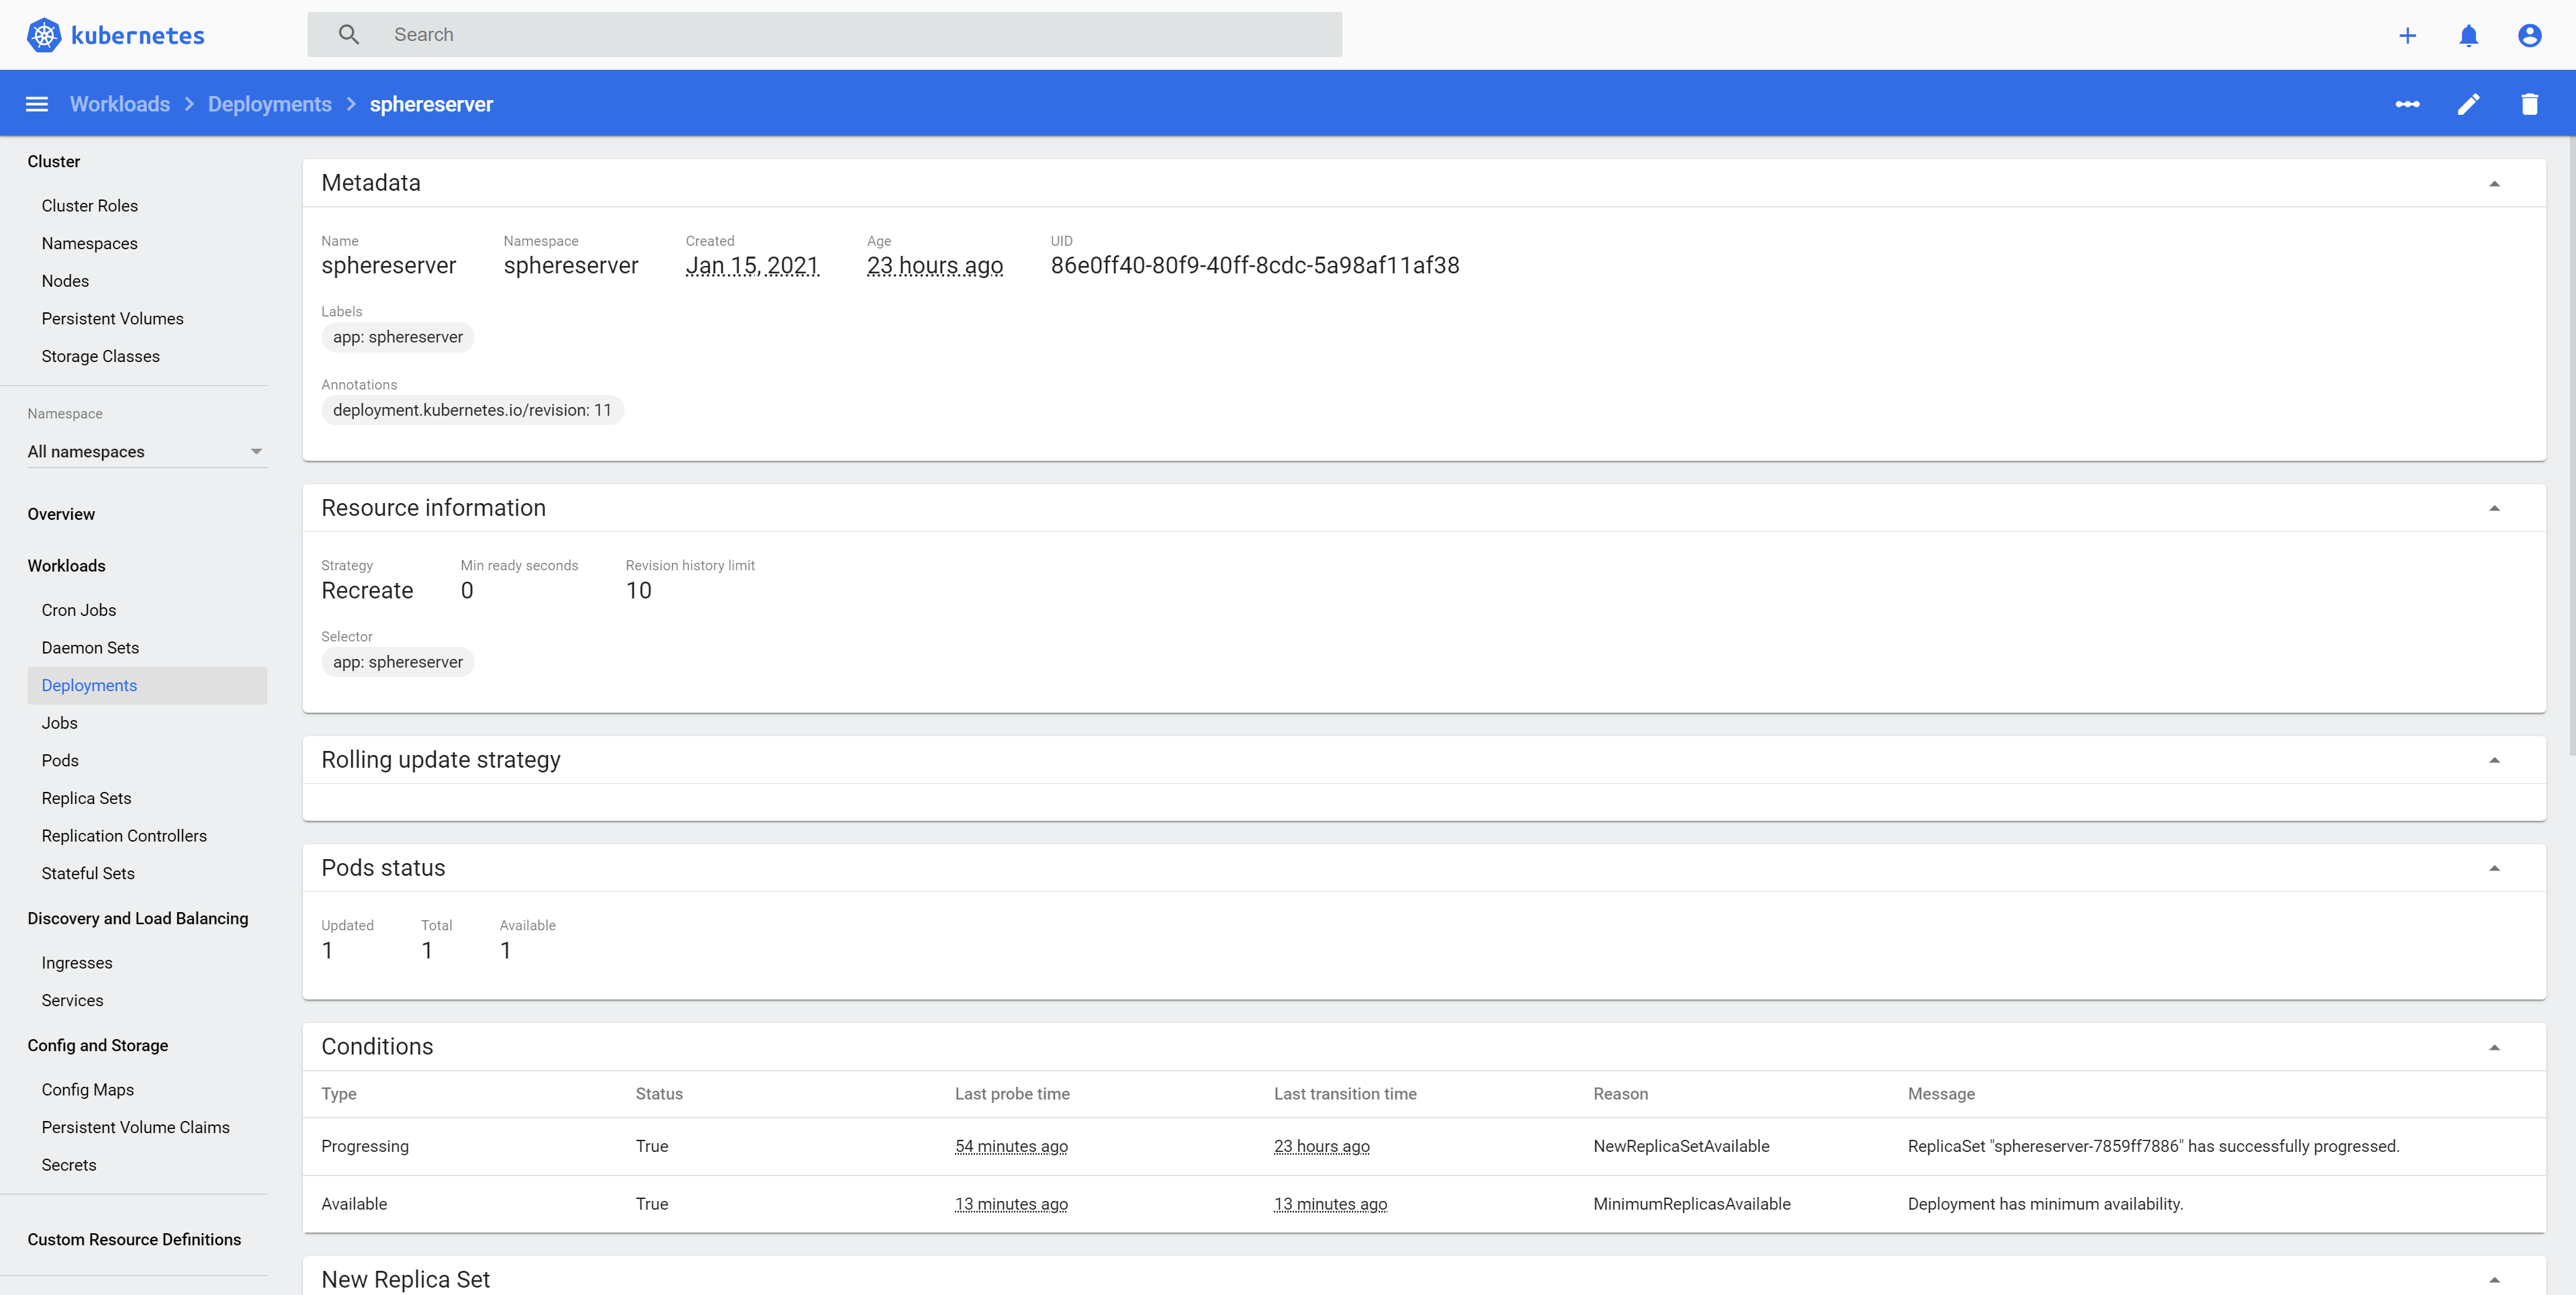 kubernetes
Search
Workloads > Deployments > sphereserver
Cluster
Cluster Roles
Namespaces
Nodes
Persistent Volumes
Storage Classes
Namespace
All namespaces
Overview
Workloads
Cron Jobs
Daemon Sets
Deployments
Jobs
Pods
Replica Sets
Replication Controllers
Stateful Sets
Discovery and Load Balancing
Ingresses
Services
Config and Storage
Config Maps
Persistent Volume Claims
Secrets
Custom Resource Definitions
Metadata
Name Namespace Created Age UID
sphereserver sphereserver Jan 15, 2021 23 hours ago 86e0ff40-80f9-40ff-8cdc-5a98af11af38
Labels
app: sphereserver
Annotations
deployment.kubernetes.io/revision: 11
Resource information
Strategy Min ready seconds Revision history limit
Recreate 0 10
Selector
app: sphereserver
Rolling update strategy
Pods status
Updated Total Available
1 1 1
Conditions
Type Status Last probe time Last transition time Reason Message
Progressing True 54 minutes ago 23 hours ago NewReplicaSetAvailable ReplicaSet "sphereserver-7859ff7886" has successfully progressed.
Available True 13 minutes ago 13 minutes ago MinimumReplicasAvailable Deployment has minimum availability.
New Replica Set